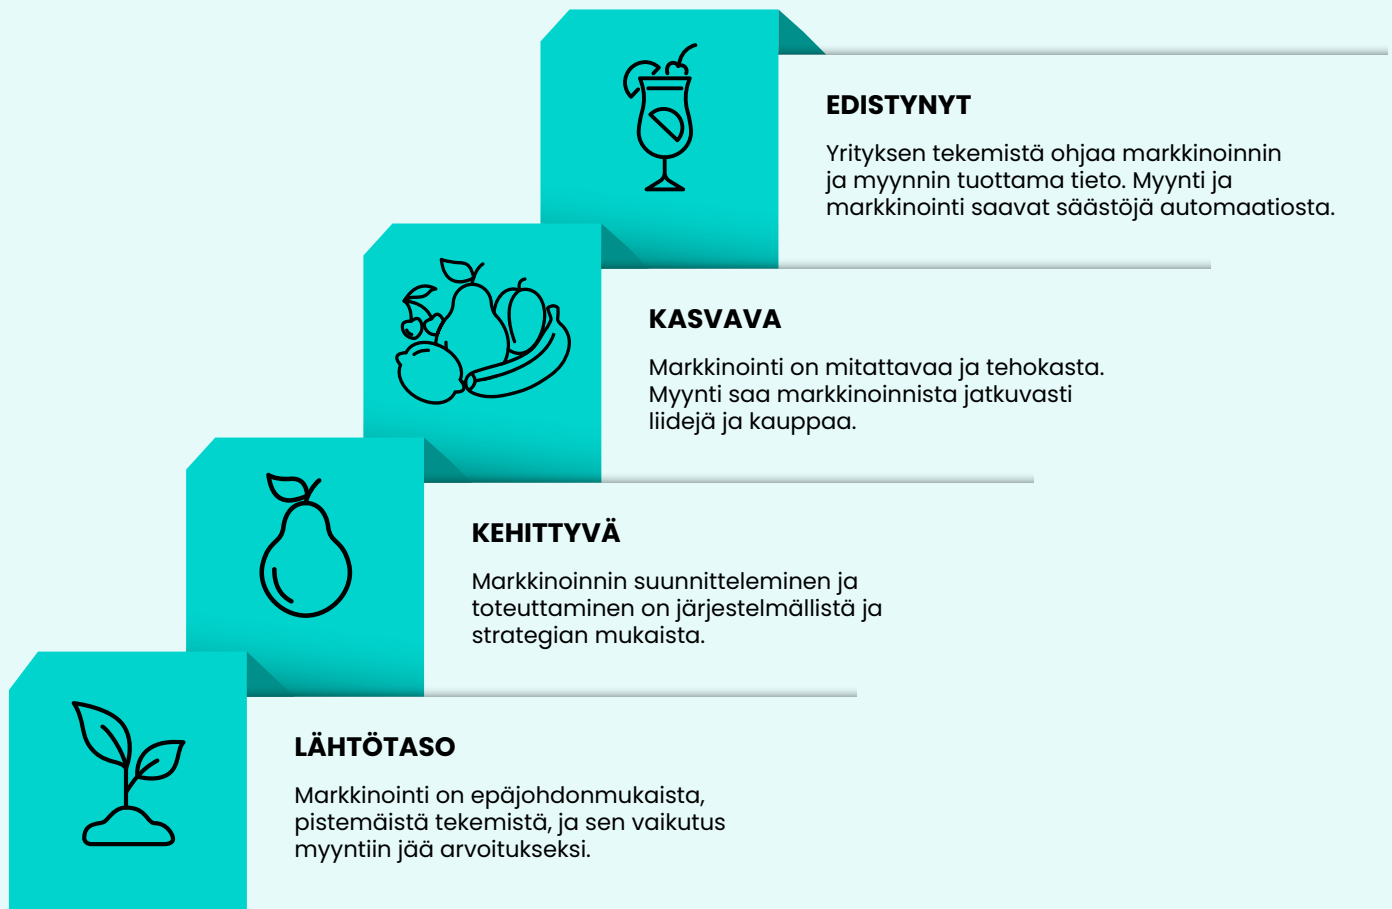 EDISTYNYT
Yrityksen tekemistä ohjaa markkinoinnin
ja myynnin tuottama tieto. Myynti ja
markkinointi saavat säästöjä automaatiosta.
KASVAVA
Markkinointi on mitattavaa ja tehokasta.
Myynti saa markkinoinnista jatkuvasti
liidejä ja kauppaa.
KEHITTYVÄ
Markkinoinnin suunnitteleminen ja
toteuttaminen on järjestelmällistä ja
strategian mukaista.
LÄHTÖTASO
Markkinointi on epäjohdonmukaista,
pistemäistä tekemistä, ja sen vaikutus
myyntiin jää arvoitukseksi.